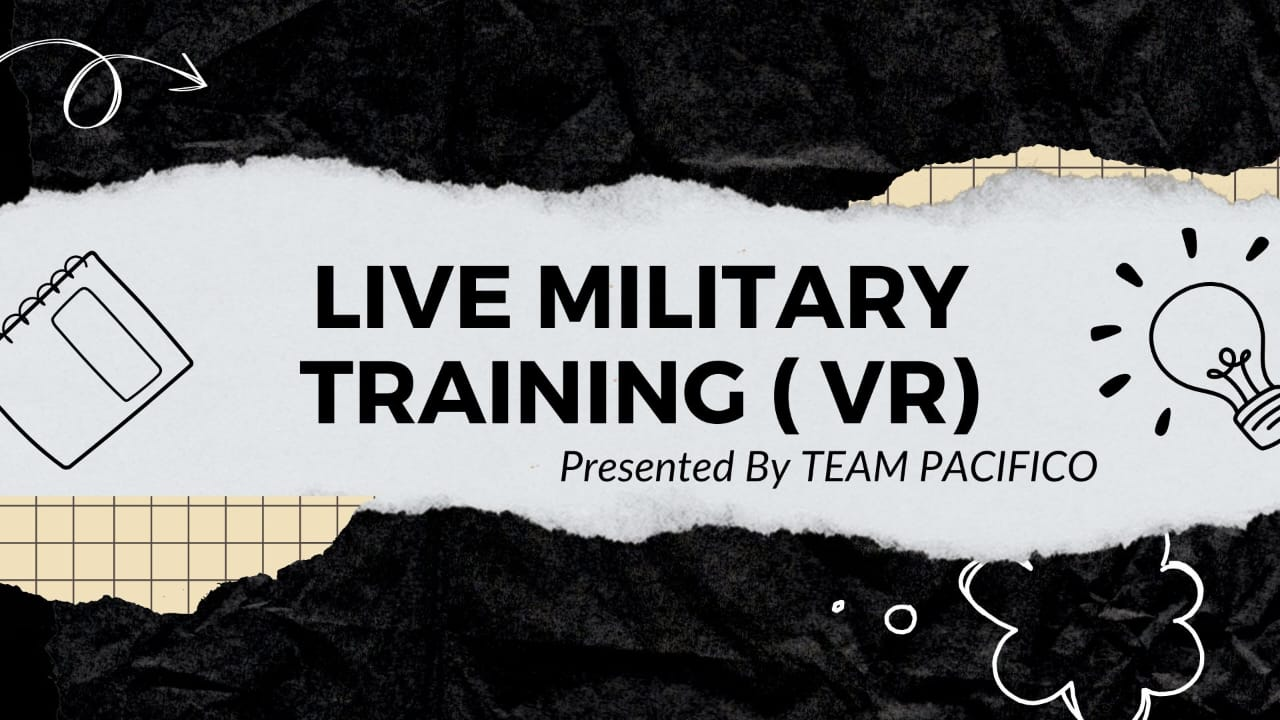 LIVE MILITARY
TRAINING ( VR)
Presented By TEAM PACIFICO